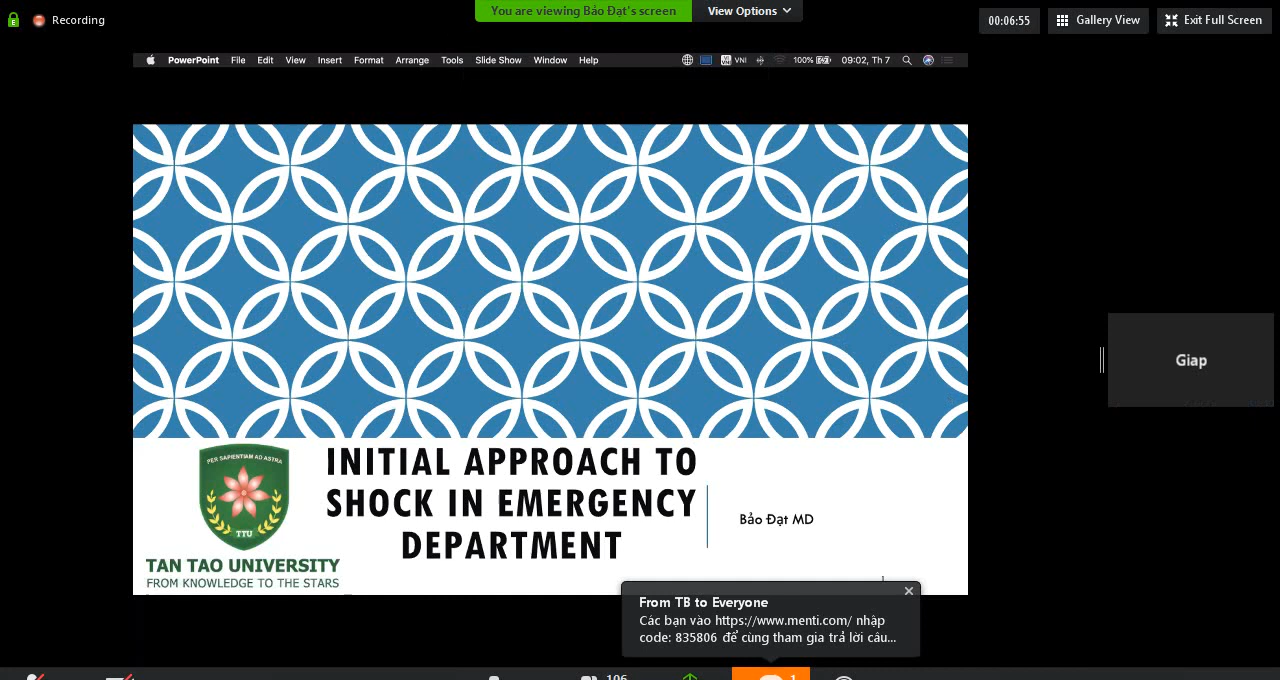 Recording
You are viewing Bảo Đạt's screen
View Options
00:06:55
Gallery View
Exit Full Screen
PowerPoint File Edit View Insert Format Arrange Tools Slide Show Window Help
VNI
100%
09:02, Th 7
Giap
PER SAPIENTIAM AD ASTRA
TTU
TAN TAO UNIVERSITY
FROM KNOWLEDGE TO THE STARS
INITIAL APPROACH TO
SHOCK IN EMERGENCY
DEPARTMENT
Bảo Đạt MD
1
From TB to Everyone
Các bạn vào https://www.menti.com/ nhập
code: 835806 để cùng tham gia trả lời câu...
106
1